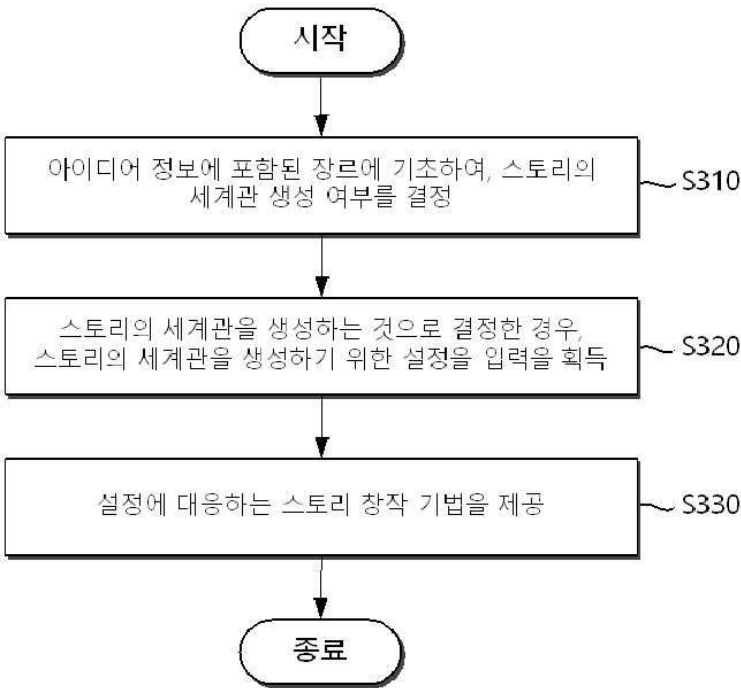 시작
아이디어 정보에 포함된 장르에 기초하여, 스토리의
세계관 생성 여부를 결정
S310
스토리의 세계관을 생성하는 것으로 결정한 경우,
스토리의 세계관을 생성하기 위한 설정을 입력을 획득
S320
설정에 대응하는 스토리 창작 기법을 제공
S330
종료